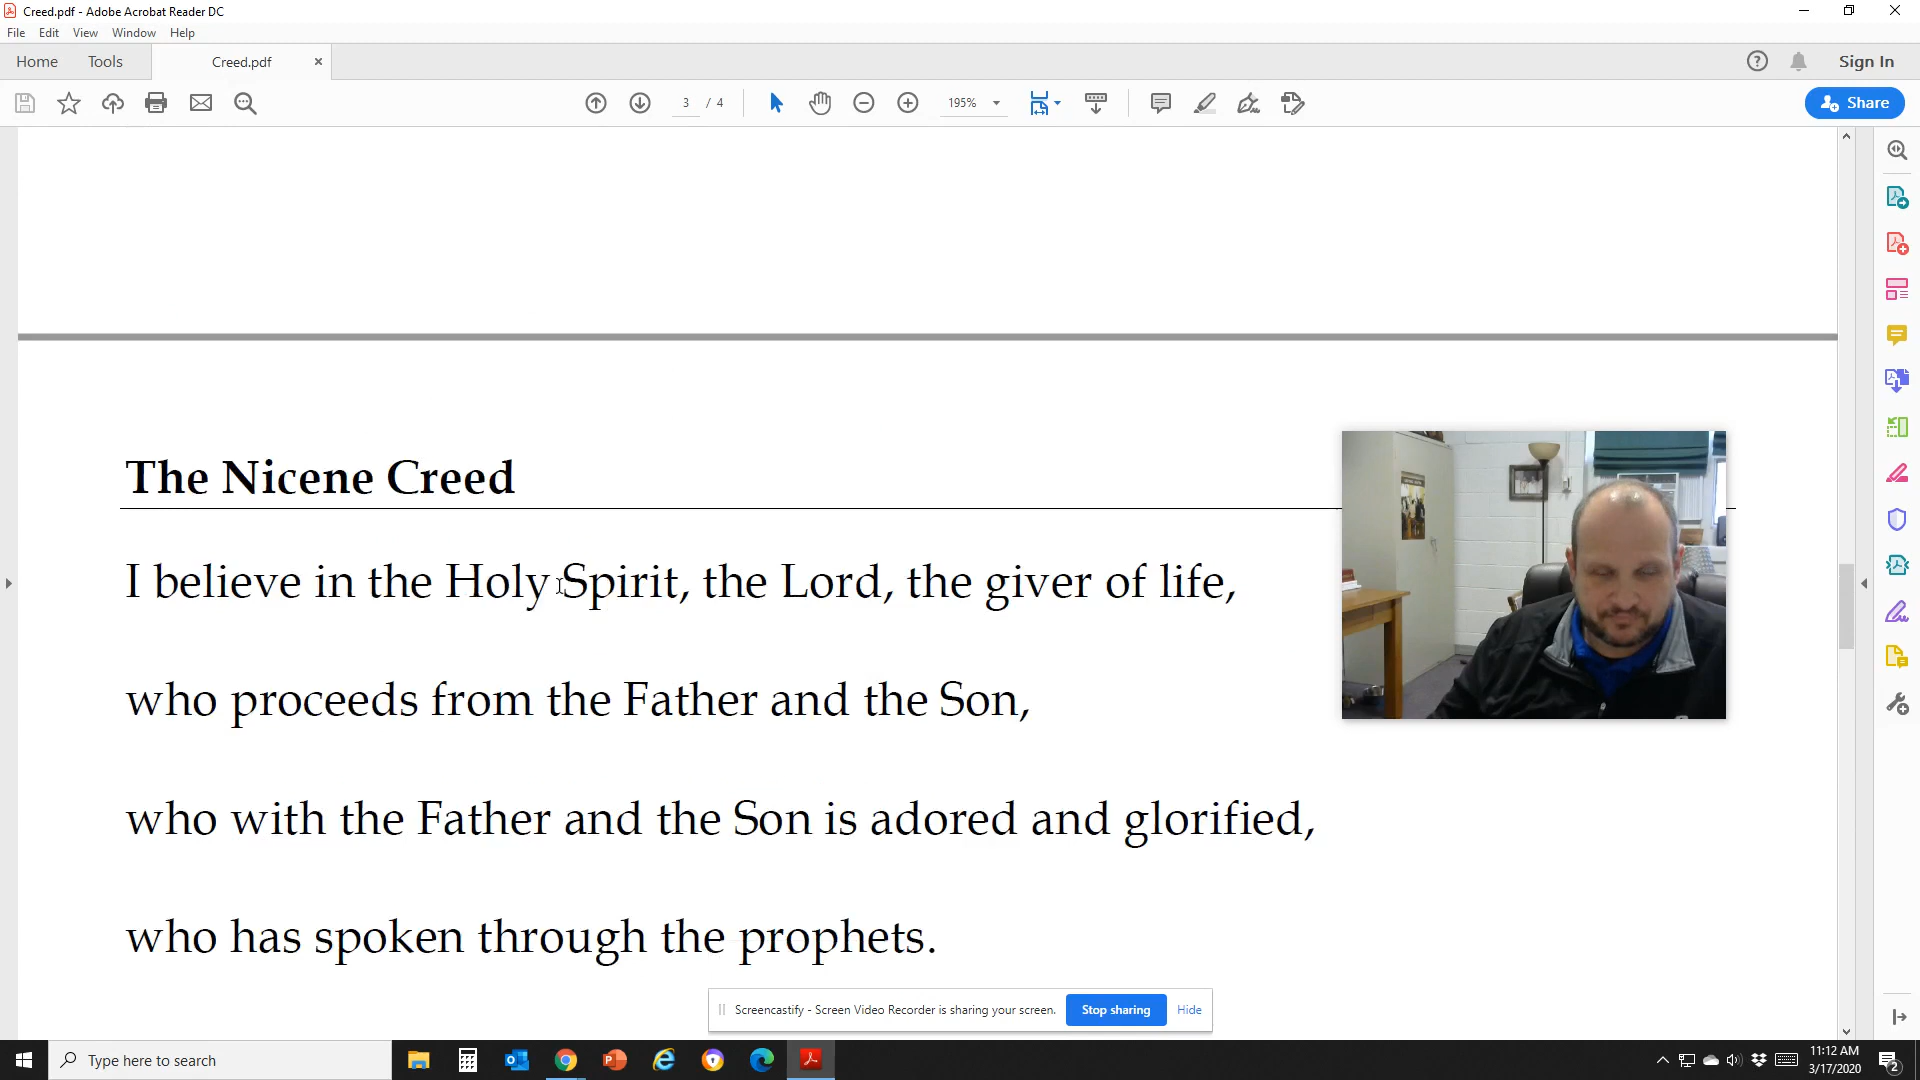 Creed.pdf - Adobe Acrobat Reader DC
File Edit View Window Help
Home Tools Creed.pdf Sign In
3 / 4 195% Share
The Nicene Creed
I believe in the Holy Spirit, the Lord, the giver of life,
who proceeds from the Father and the Son,
who with the Father and the Son is adored and glorified,
who has spoken through the prophets.
Screencastify - Screen Video Recorder is sharing your screen. Stop sharing Hide
Type here to search
11:12 AM
3/17/2020
2